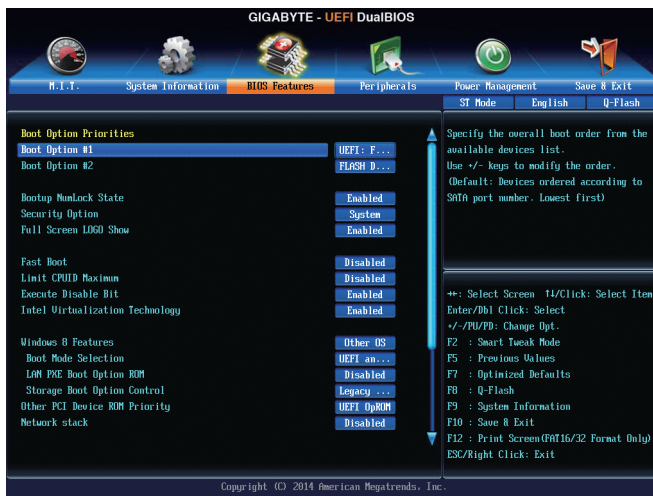 GIGABYTE - UEFI DualBIOS
M.I.T. System Information BIOS Features Peripherals Power Management Save & Exit
ST Mode English Q-Flash
Boot Option Priorities
Boot Option #1 UEFI: F...
Boot Option #2 FLASH D...
Bootup NumLock State Enabled
Security Option System
Full Screen LOGO Show Enabled
Fast Boot Disabled
Limit CPUID Maximum Disabled
Execute Disable Bit Enabled
Intel Virtualization Technology Enabled
Windows 8 Features Other OS
Boot Mode Selection UEFI an...
LAN PXE Boot Option ROM Disabled
Storage Boot Option Control Legacy ...
Other PCI Device ROM Priority UEFI OpROM
Network stack Disabled
Specify the overall boot order from the
available devices list.
Use +/- keys to modify the order.
(Default: Devices ordered according to
SATA port number. Lowest first)
→←: Select Screen ↑↓/Click: Select Item
Enter/Dbl Click: Select
+/-/PU/PD: Change Opt.
F2 : Smart Tweak Mode
F5 : Previous Values
F7 : Optimized Defaults
F8 : Q-Flash
F9 : System Information
F10 : Save & Exit
F12 : Print Screen(FAT16/32 Format Only)
ESC/Right Click: Exit
Copyright (C) 2014 American Megatrends, Inc.